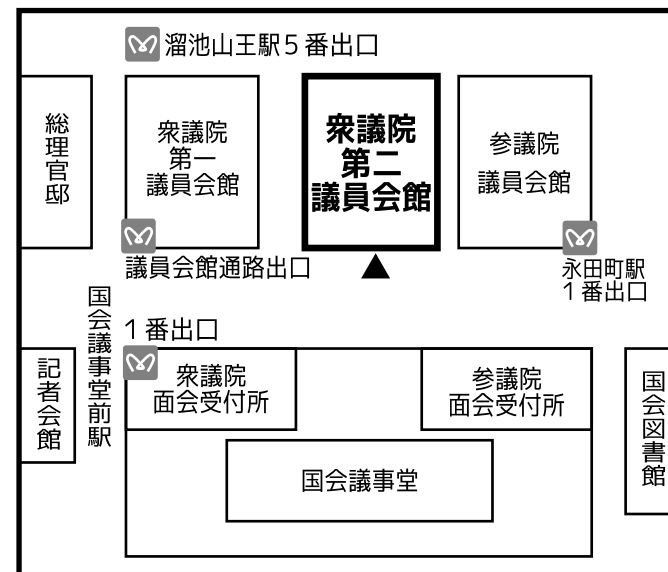 溜池山王駅５番出口
総理官邸
衆議院
第一
議員会館
衆議院
第二
議員会館
参議院
議員会館
議員会館通路出口
永田町駅
１番出口
国会議事堂前駅
１番出口
記者会館
衆議院
面会受付所
参議院
面会受付所
国会議事堂
国会図書館